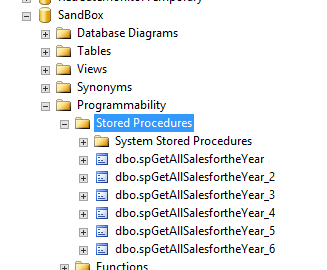 SandBox
Database Diagrams
Tables
Views
Synonyms
Programmability
Stored Procedures
System Stored Procedures
dbo.spGetAllSalesfortheYear
dbo.spGetAllSalesfortheYear_2
dbo.spGetAllSalesfortheYear_3
dbo.spGetAllSalesfortheYear_4
dbo.spGetAllSalesfortheYear_5
dbo.spGetAllSalesfortheYear_6
Functions